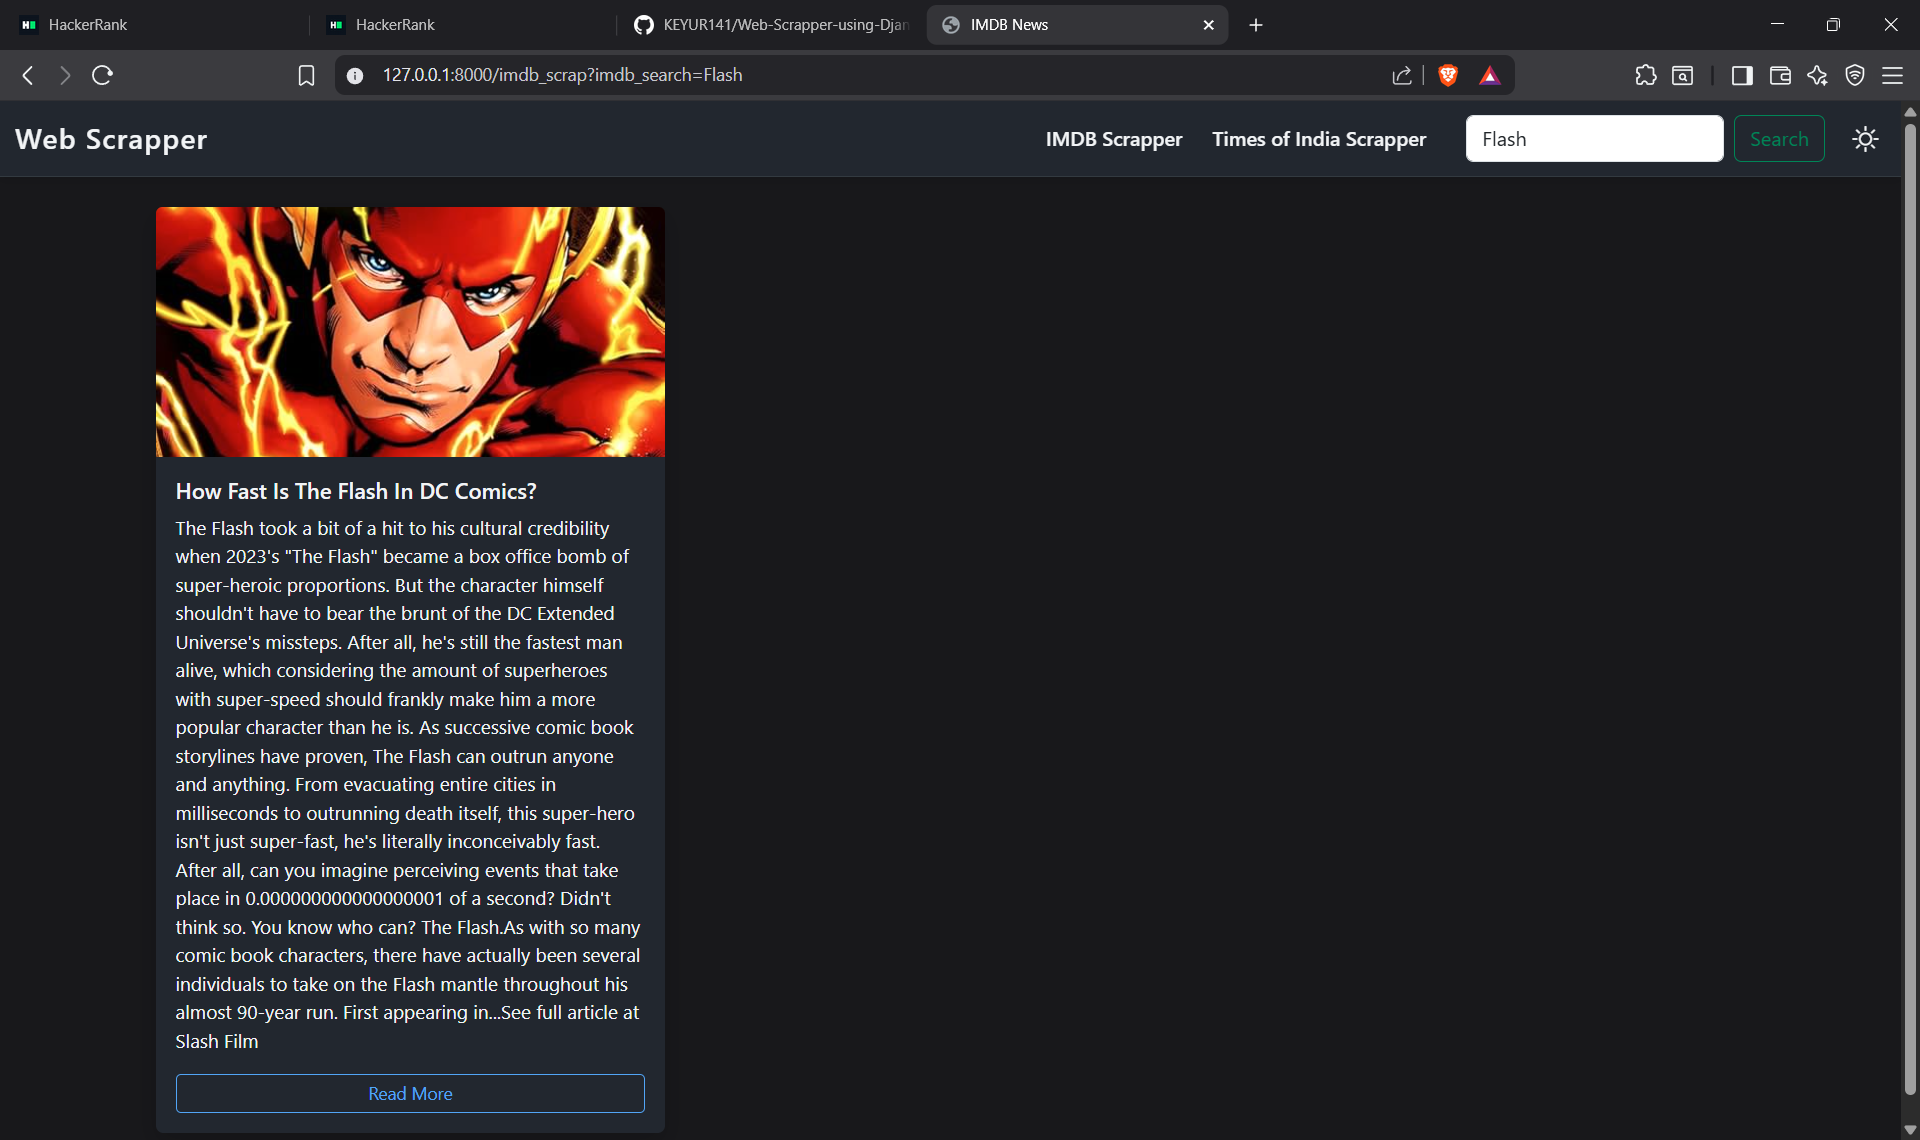 HackerRank
HackerRank
KEYUR141/Web-Scrapper-using-Djan
IMDB News
127.0.0.1:8000/imdb_scrap?imdb_search=Flash
Web Scrapper
IMDB Scrapper
Times of India Scrapper
Flash
Search
How Fast Is The Flash In DC Comics?
The Flash took a bit of a hit to his cultural credibility
when 2023's "The Flash" became a box office bomb of
super-heroic proportions. But the character himself
shouldn't have to bear the brunt of the DC Extended
Universe's missteps. After all, he's still the fastest man
alive, which considering the amount of superheroes
with super-speed should frankly make him a more
popular character than he is. As successive comic book
storylines have proven, The Flash can outrun anyone
and anything. From evacuating entire cities in
milliseconds to outrunning death itself, this super-hero
isn't just super-fast, he's literally inconceivably fast.
After all, can you imagine perceiving events that take
place in 0.000000000000000001 of a second? Didn't
think so. You know who can? The Flash.As with so many
comic book characters, there have actually been several
individuals to take on the Flash mantle throughout his
almost 90-year run. First appearing in...See full article at
Slash Film
Read More